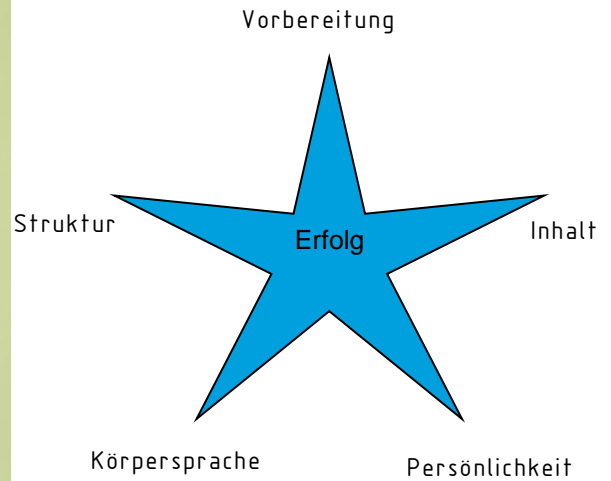 Vorbereitung
Struktur
Inhalt
Erfolg
Körpersprache
Persönlichkeit